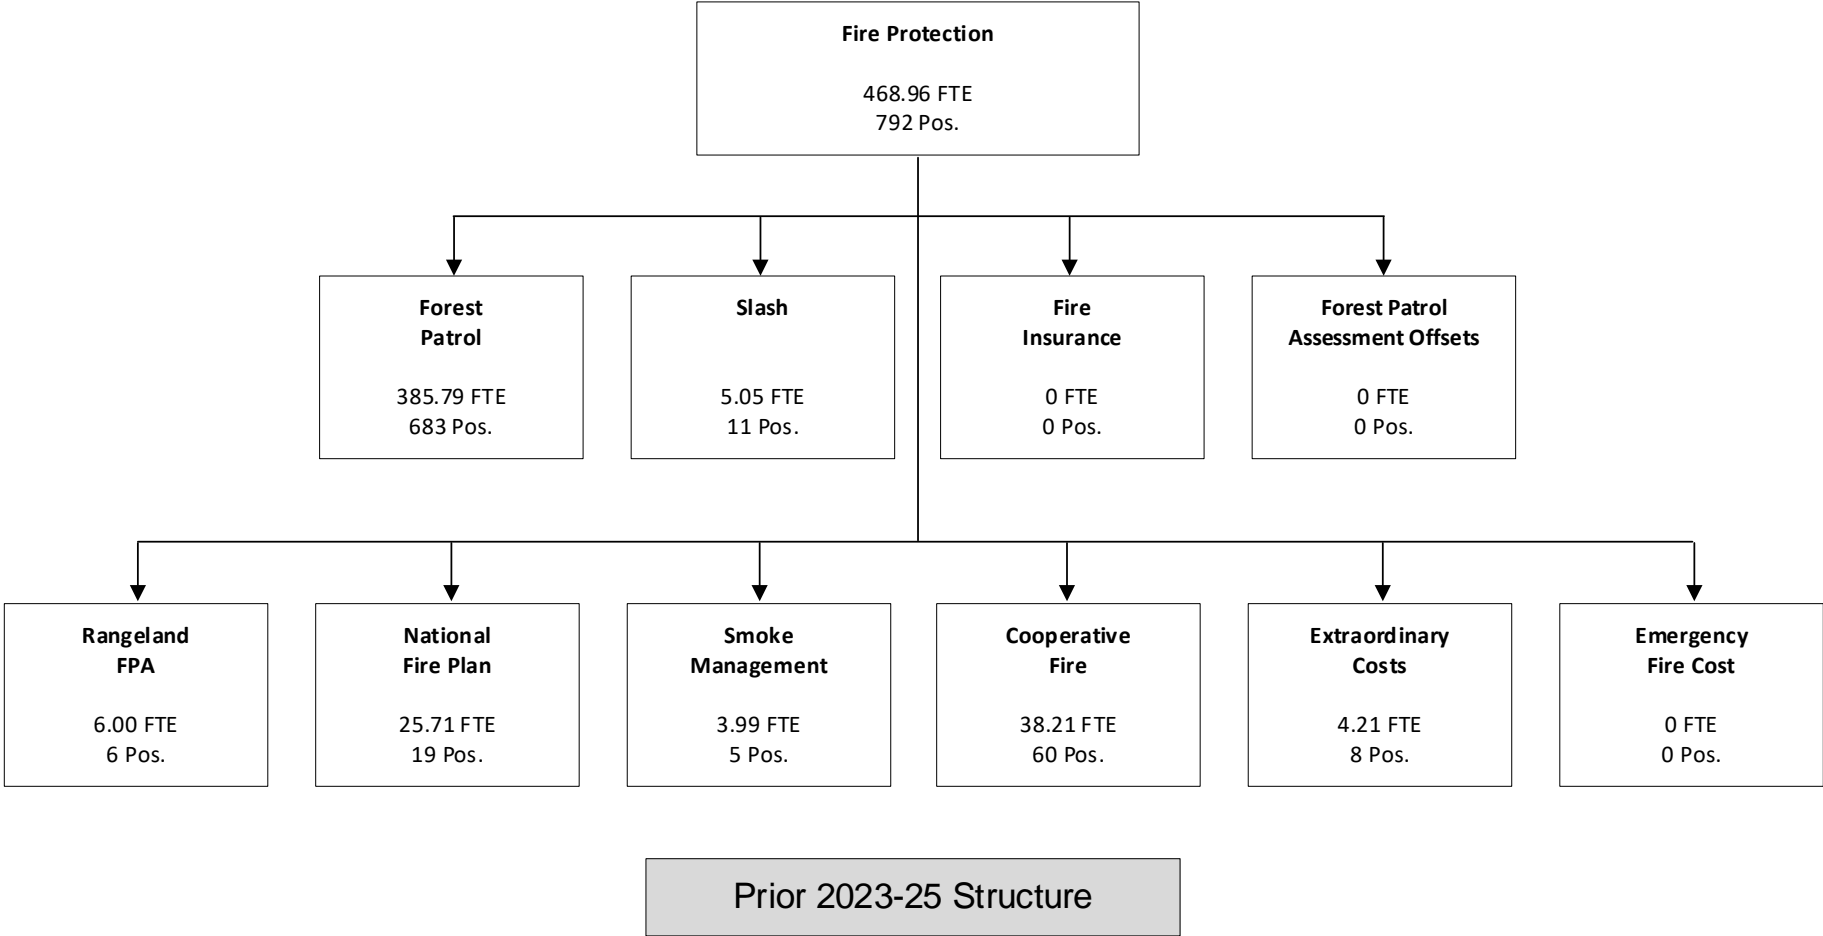 Fire Protection
468.96 FTE
792 Pos.
Forest
Patrol
385.79 FTE
683 Pos.
Slash
5.05 FTE
11 Pos.
Fire
Insurance
0 FTE
0 Pos.
Forest Patrol
Assessment Offsets
0 FTE
0 Pos.
Rangeland
FPA
6.00 FTE
6 Pos.
National
Fire Plan
25.71 FTE
19 Pos.
Smoke
Management
3.99 FTE
5 Pos.
Cooperative
Fire
38.21 FTE
60 Pos.
Extraordinary
Costs
4.21 FTE
8 Pos.
Emergency
Fire Cost
0 FTE
0 Pos.
Prior 2023-25 Structure